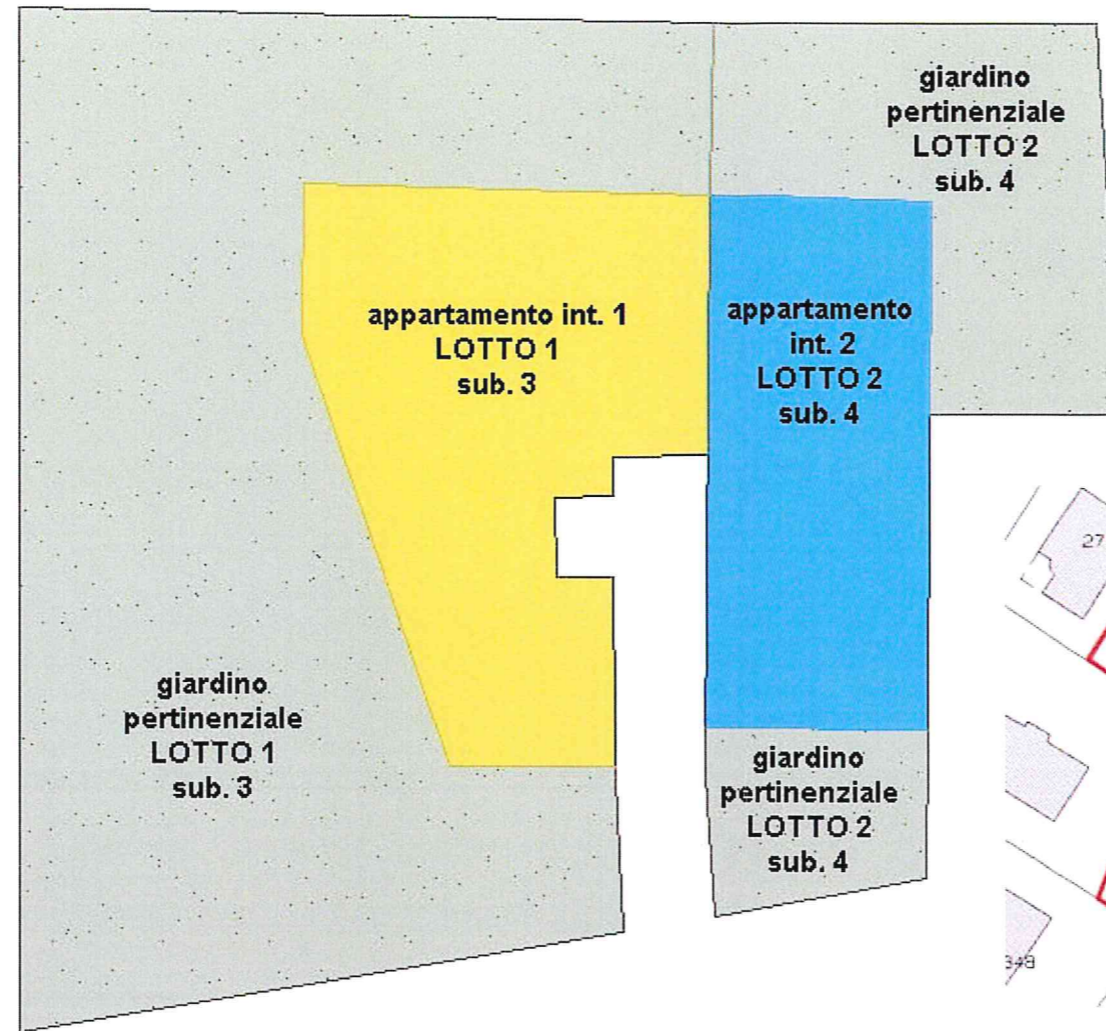 giardino
pertinenziale
LOTTO 2
sub. 4
appartamento int. 1
LOTTO 1
sub. 3
appartamento
int. 2
LOTTO 2
sub. 4
giardino
pertinenziale
LOTTO 1
sub. 3
giardino
pertinenziale
LOTTO 2
sub. 4
27